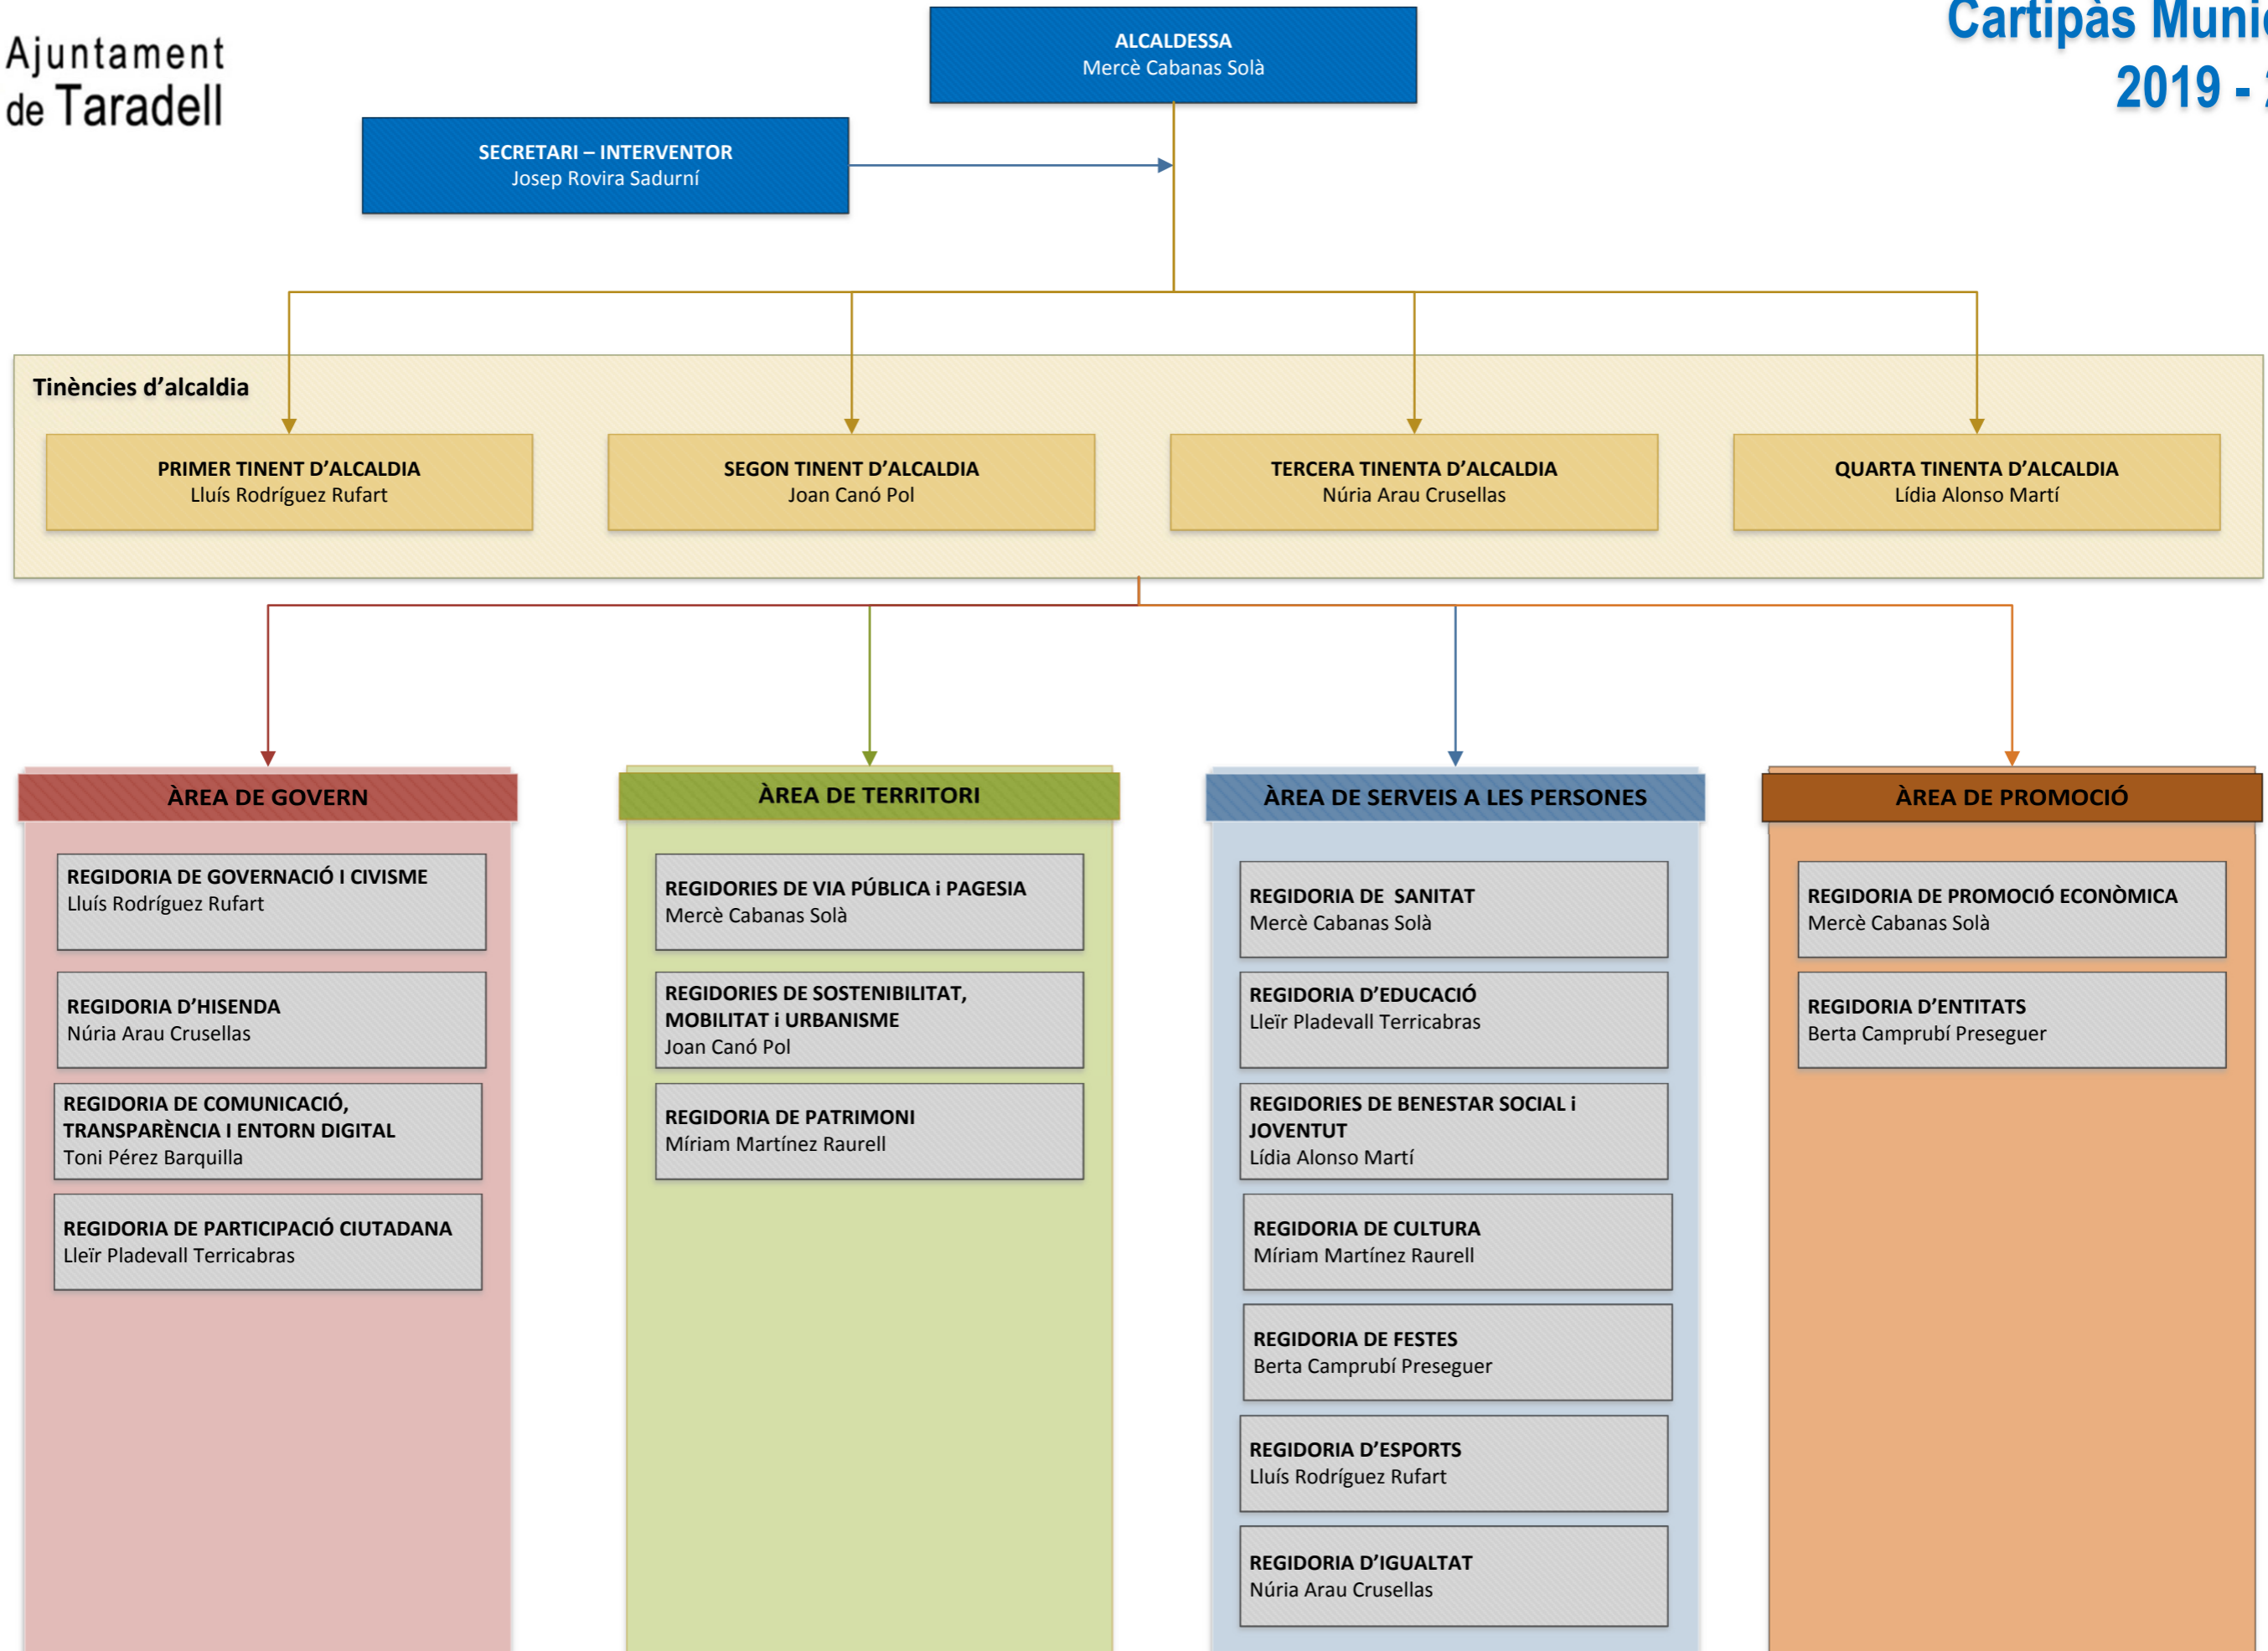 Ajuntament
de Taradell
Cartipàs
2019 -
ALCALDESSA
Mercè Cabanas Solà
SECRETARI – INTERVENTOR
Josep Rovira Sadurní
Tinències d’alcaldia
PRIMER TINENT D’ALCALDIA
Lluís Rodríguez Rufart
SEGON TINENT D’ALCALDIA
Joan Canó Pol
TERCERA TINENTA D’ALCALDIA
Núria Arau Crusellas
QUARTA TINENTA D’ALCALDIA
Lídia Alonso Martí
ÀREA DE GOVERN
REGIDORIA DE GOVERNACIÓ I CIVISME
Lluís Rodríguez Rufart
REGIDORIA D’HISENDA
Núria Arau Crusellas
REGIDORIA DE COMUNICACIÓ,
TRANSPARÈNCIA I ENTORN DIGITAL
Toni Pérez Barquilla
REGIDORIA DE PARTICIPACIÓ CIUTADANA
Lleïr Pladevall Terricabras
ÀREA DE TERRITORI
REGIDORIES DE VIA PÚBLICA i PAGESIA
Mercè Cabanas Solà
REGIDORIES DE SOSTENIBILITAT,
MOBILITAT i URBANISME
Joan Canó Pol
REGIDORIA DE PATRIMONI
Míriam Martínez Raurell
ÀREA DE SERVEIS A LES PERSONES
REGIDORIA DE SANITAT
Mercè Cabanas Solà
REGIDORIA D’EDUCACIÓ
Lleïr Pladevall Terricabras
REGIDORIES DE BENESTAR SOCIAL i
JOVENTUT
Lídia Alonso Martí
REGIDORIA DE CULTURA
Míriam Martínez Raurell
REGIDORIA DE FESTES
Berta Camprubí Preseguer
REGIDORIA D’ESPORTS
Lluís Rodríguez Rufart
REGIDORIA D’IGUALTAT
Núria Arau Crusellas
ÀREA DE PROMOCIÓ
REGIDORIA DE PROMOCIÓ ECONÒMICA
Mercè Cabanas Solà
REGIDORIA D’ENTITATS
Berta Camprubí Preseguer